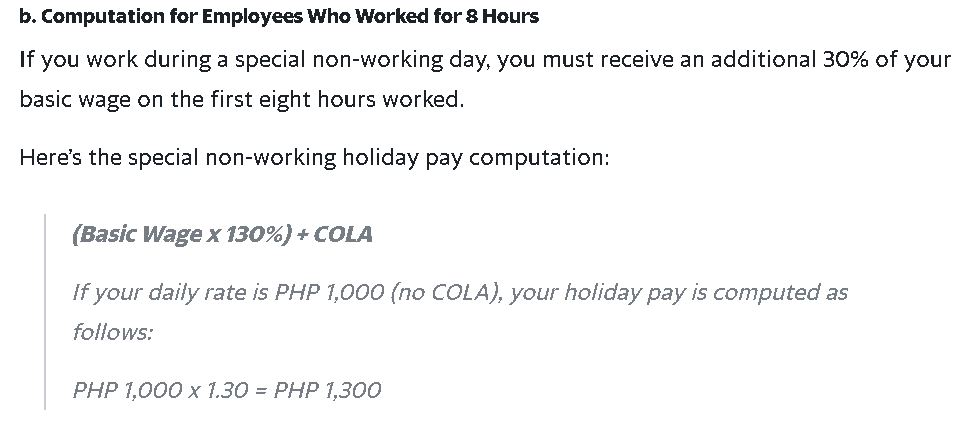 b. Computation for Employees Who Worked for 8 Hours
If you work during a special non-working day, you must receive an additional 30% of your
basic wage on the first eight hours worked.
Here’s the special non-working holiday pay computation:
(Basic Wage x 130%) + COLA
If your daily rate is PHP 1,000 (no COLA), your holiday pay is computed as
follows:
PHP 1,000 x 1.30 = PHP 1,300